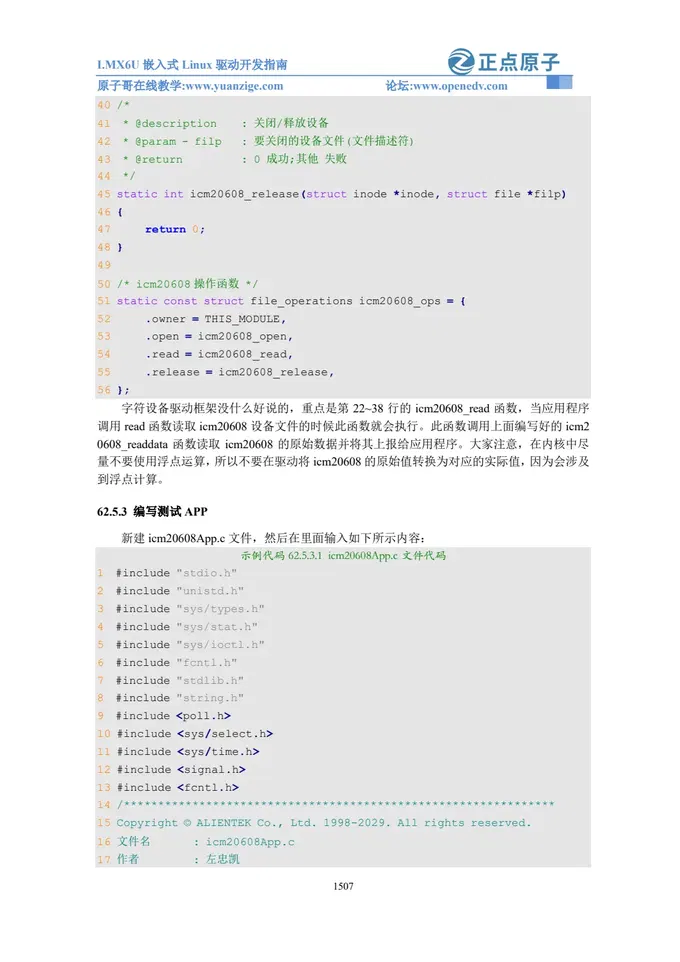 I.MX6U 嵌入式 Linux 驱动开发指南
正点原子
原子哥在线教学:www.yuanzige.com 论坛:www.openedv.com
40 /*
41  * @description    : 关闭/释放设备
42  * @param - filp   : 要关闭的设备文件(文件描述符)
43  * @return         : 0 成功;其他 失败
44  */
45 static int icm20608_release(struct inode *inode, struct file *filp)
46 {
47     return 0;
48 }
49
50 /* icm20608 操作函数 */
51 static const struct file_operations icm20608_ops = {
52     .owner = THIS_MODULE,
53     .open = icm20608_open,
54     .read = icm20608_read,
55     .release = icm20608_release,
56 };
字符设备驱动框架没什么好说的，重点是第 22~38 行的 icm20608_read 函数，当应用程序
调用 read 函数读取 icm20608 设备文件的时候此函数就会执行。此函数调用上面编写好的 icm2
0608_readdata 函数读取 icm20608 的原始数据并将其上报给应用程序。大家注意，在内核中尽
量不要使用浮点运算，所以不要在驱动将 icm20608 的原始值转换为对应的实际值，因为会涉及
到浮点计算。
62.5.3 编写测试 APP
新建 icm20608App.c 文件，然后在里面输入如下所示内容：
示例代码 62.5.3.1 icm20608App.c 文件代码
1  #include "stdio.h"
2  #include "unistd.h"
3  #include "sys/types.h"
4  #include "sys/stat.h"
5  #include "sys/ioctl.h"
6  #include "fcntl.h"
7  #include "stdlib.h"
8  #include "string.h"
9  #include <poll.h>
10 #include <sys/select.h>
11 #include <sys/time.h>
12 #include <signal.h>
13 #include <fcntl.h>
14 /***************************************************************
15 Copyright © ALIENTEK Co., Ltd. 1998-2029. All rights reserved.
16 文件名      : icm20608App.c
17 作者        : 左忠凯
1507